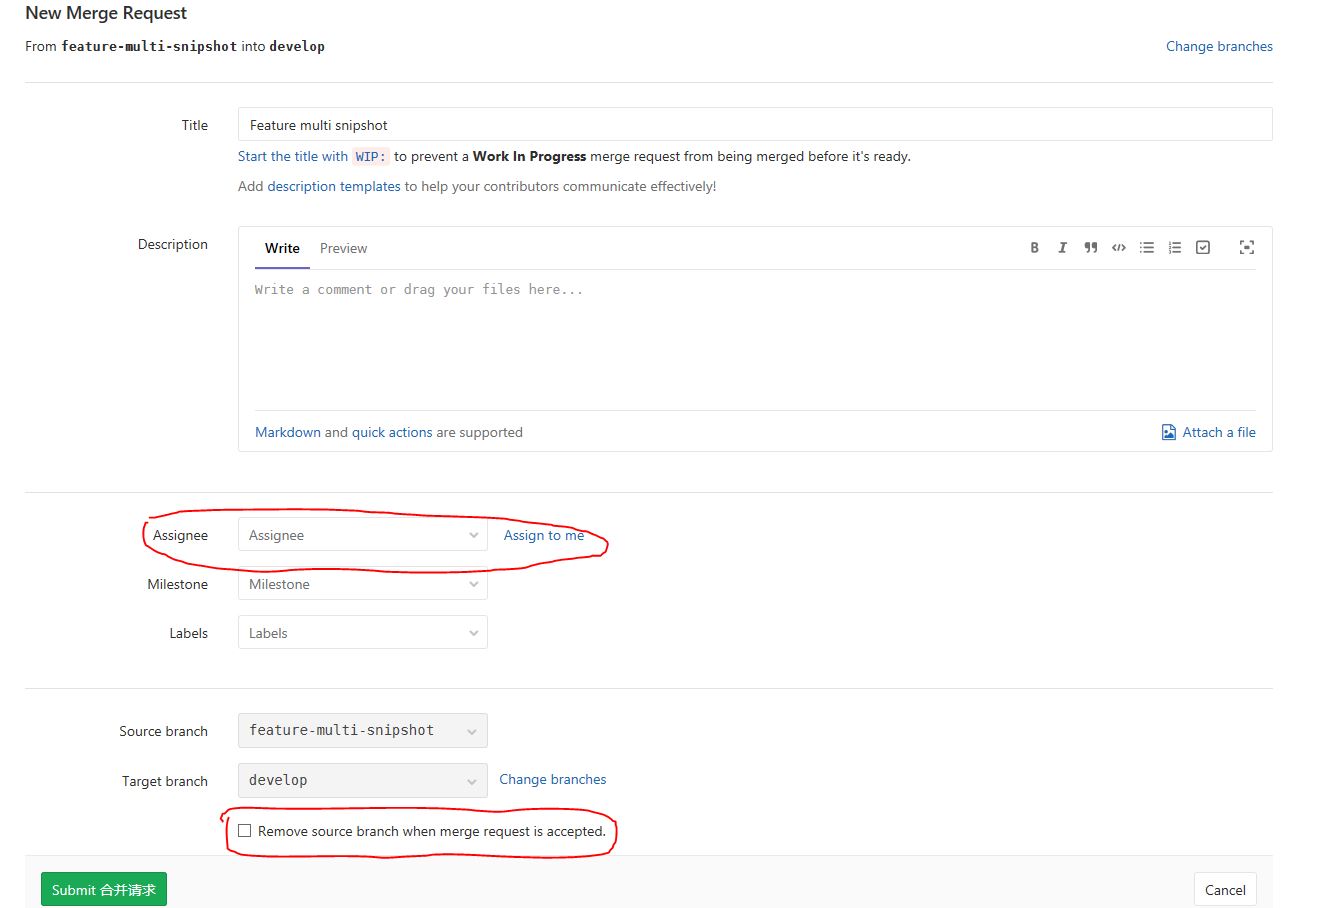 New Merge Request
From feature-multi-snipshot into develop
Change branches
Title
Feature multi snipshot
Start the title with WIP: to prevent a Work In Progress merge request from being merged before it's ready.
Add description templates to help your contributors communicate effectively!
Description
Write Preview
Write a comment or drag your files here...
Markdown and quick actions are supported
Attach a file
Assignee
Assignee
Assign to me
Milestone
Milestone
Labels
Labels
Source branch
feature-multi-snipshot
Target branch
develop
Change branches
Remove source branch when merge request is accepted.
Submit 合并请求
Cancel